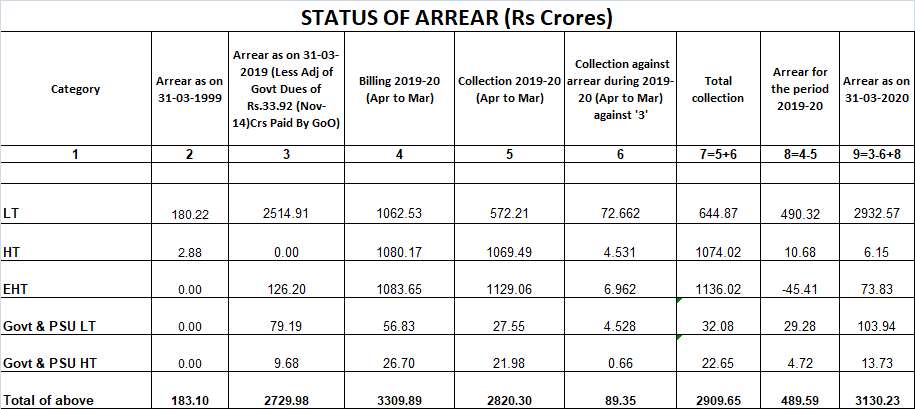 STATUS OF ARREAR (Rs Crores)
Category
Arrear as on
31-03-1999
Arrear as on 31-03-
2019 (Less Adj of
Govt Dues of
Rs.33.92 (Nov-
14)Crs Paid By GoO)
Billing 2019-20
(Apr to Mar)
Collection 2019-20
(Apr to Mar)
Collection against
arrear during 2019-
20 (Apr to Mar)
against '3'
Total
collection
Arrear for
the period
2019-20
Arrear as on
31-03-2020
1 2 3 4 5 6 7=5+6 8=4-5 9=3-6+8
LT 180.22 2514.91 1062.53 572.21 72.662 644.87 490.32 2932.57
HT 2.88 0.00 1080.17 1069.49 4.531 1074.02 10.68 6.15
EHT 0.00 126.20 1083.65 1129.06 6.962 1136.02 -45.41 73.83
Govt & PSU LT 0.00 79.19 56.83 27.55 4.528 32.08 29.28 103.94
Govt & PSU HT 0.00 9.68 26.70 21.98 0.66 22.65 4.72 13.73
Total of above 183.10 2729.98 3309.89 2820.30 89.35 2909.65 489.59 3130.23